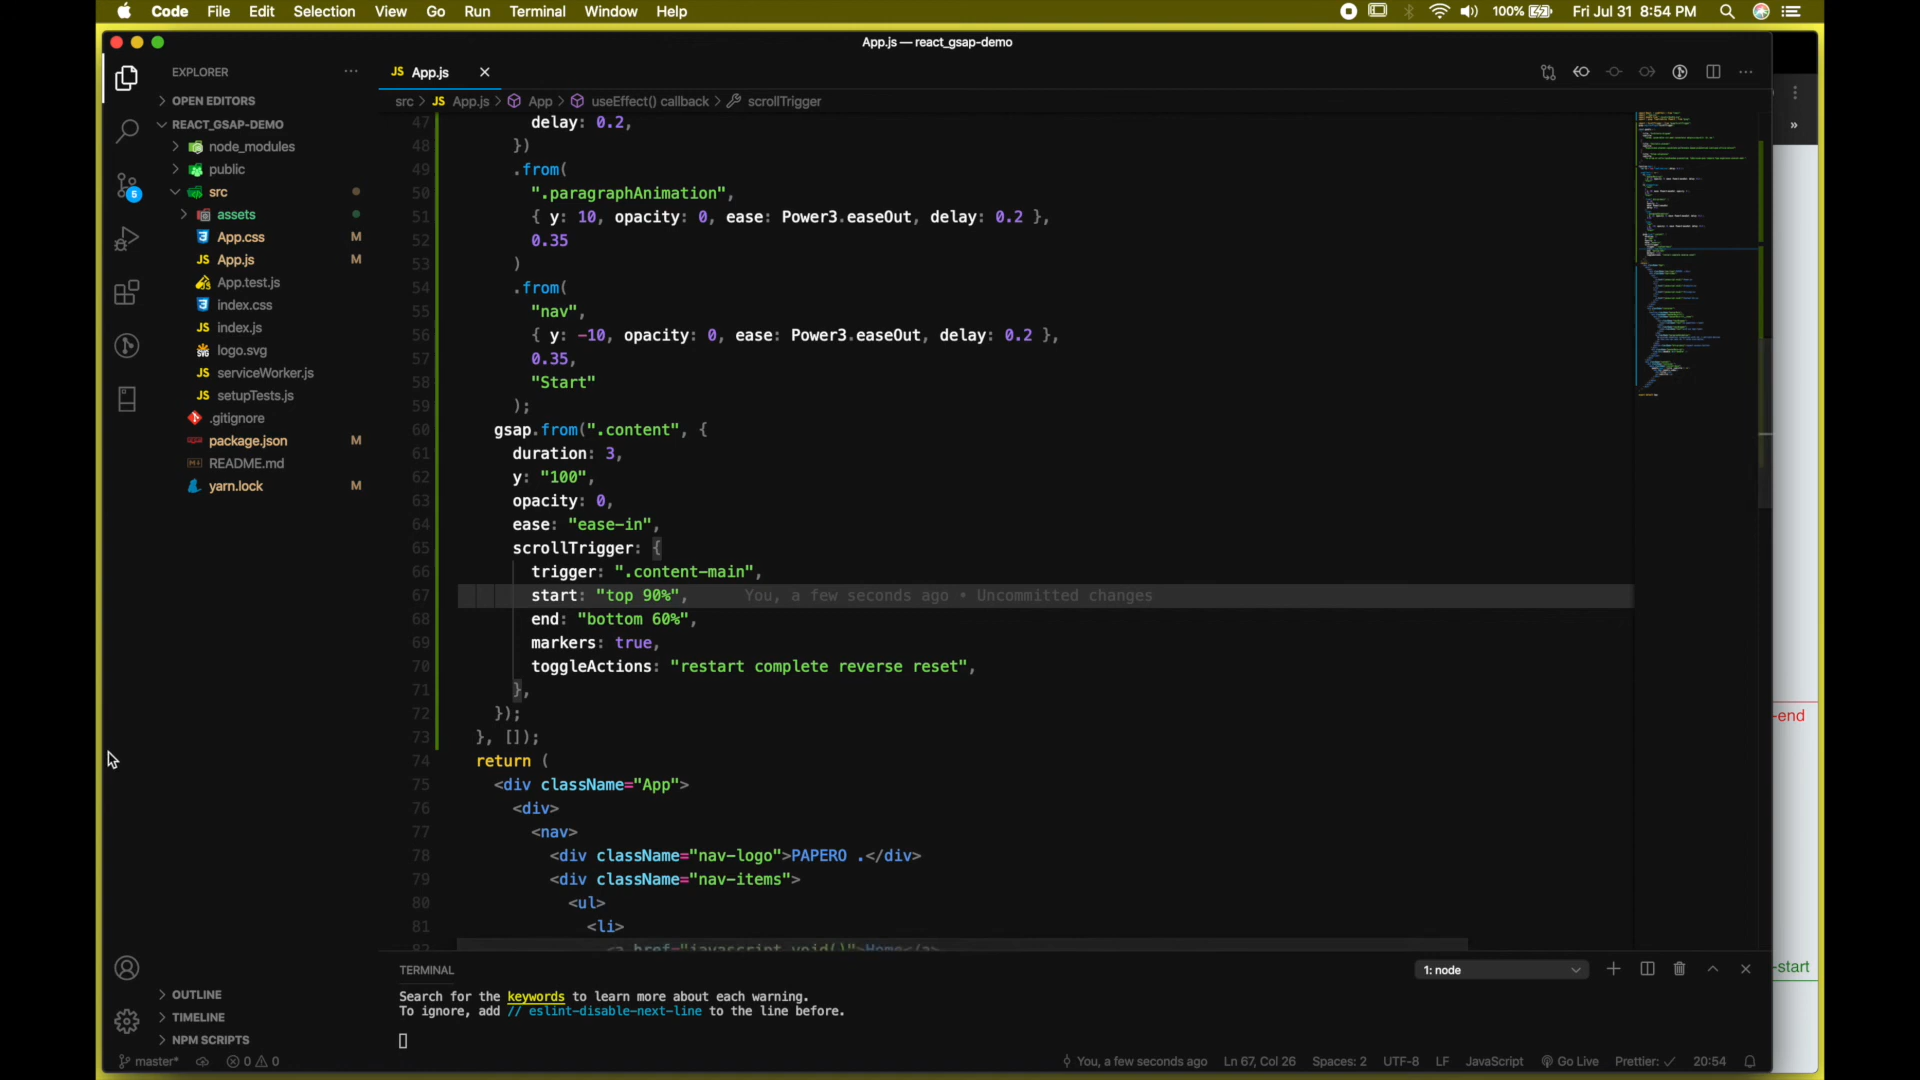 Code File Edit Selection View Go Run Terminal Window Help 100% Fri Jul 31 8:54 PM
App.js — react_gsap-demo
EXPLORER
OPEN EDITORS
REACT_GSAP-DEMO
node_modules
public
src
assets
App.css M
App.js M
App.test.js
index.css
index.js
logo.svg
serviceWorker.js
setupTests.js
.gitignore
package.json M
README.md
yarn.lock M
OUTLINE
TIMELINE
NPM SCRIPTS
5
JS App.js
src > JS App.js > App > useEffect() callback > scrollTrigger
47 delay: 0.2,
48 })
49 .from(
50 ".paragraphAnimation",
51 { y: 10, opacity: 0, ease: Power3.easeOut, delay: 0.2 },
52 0.35
53 )
54 .from(
55 "nav",
56 { y: -10, opacity: 0, ease: Power3.easeOut, delay: 0.2 },
57 0.35,
58 "Start"
59 );
60 gsap.from(".content", {
61 duration: 3,
62 y: "100",
63 opacity: 0,
64 ease: "ease-in",
65 scrollTrigger: {
66 trigger: ".content-main",
67 start: "top 90%", You, a few seconds ago • Uncommitted changes
68 end: "bottom 60%",
69 markers: true,
70 toggleActions: "restart complete reverse reset",
71 },
72 });
73 }, []);
74 return (
75 <div className="App">
76 <div>
77 <nav>
78 <div className="nav-logo">PAPERO .</div>
79 <div className="nav-items">
80 <ul>
81 <li>
82 <a href="javascript.void()">Home</a>
-end
-start
TERMINAL
1: node
Search for the keywords to learn more about each warning.
To ignore, add // eslint-disable-next-line to the line before.
master* 0 0 You, a few seconds ago Ln 67, Col 26 Spaces: 2 UTF-8 LF JavaScript Go Live Prettier: ✓ 20:54